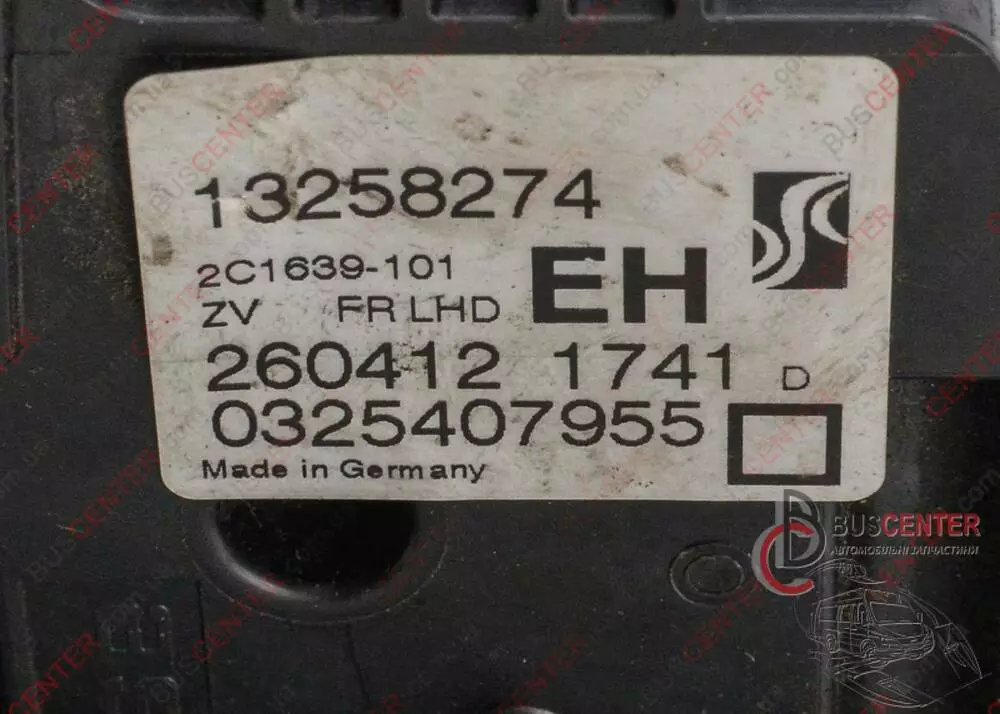 13258274
2C1639-101
ZV FR LHD EH
260412 1741 D
0325407955
Made in Germany
BUSCENTER
АВТОМОБІЛЬНІ ЗАПЧАСТИНИ